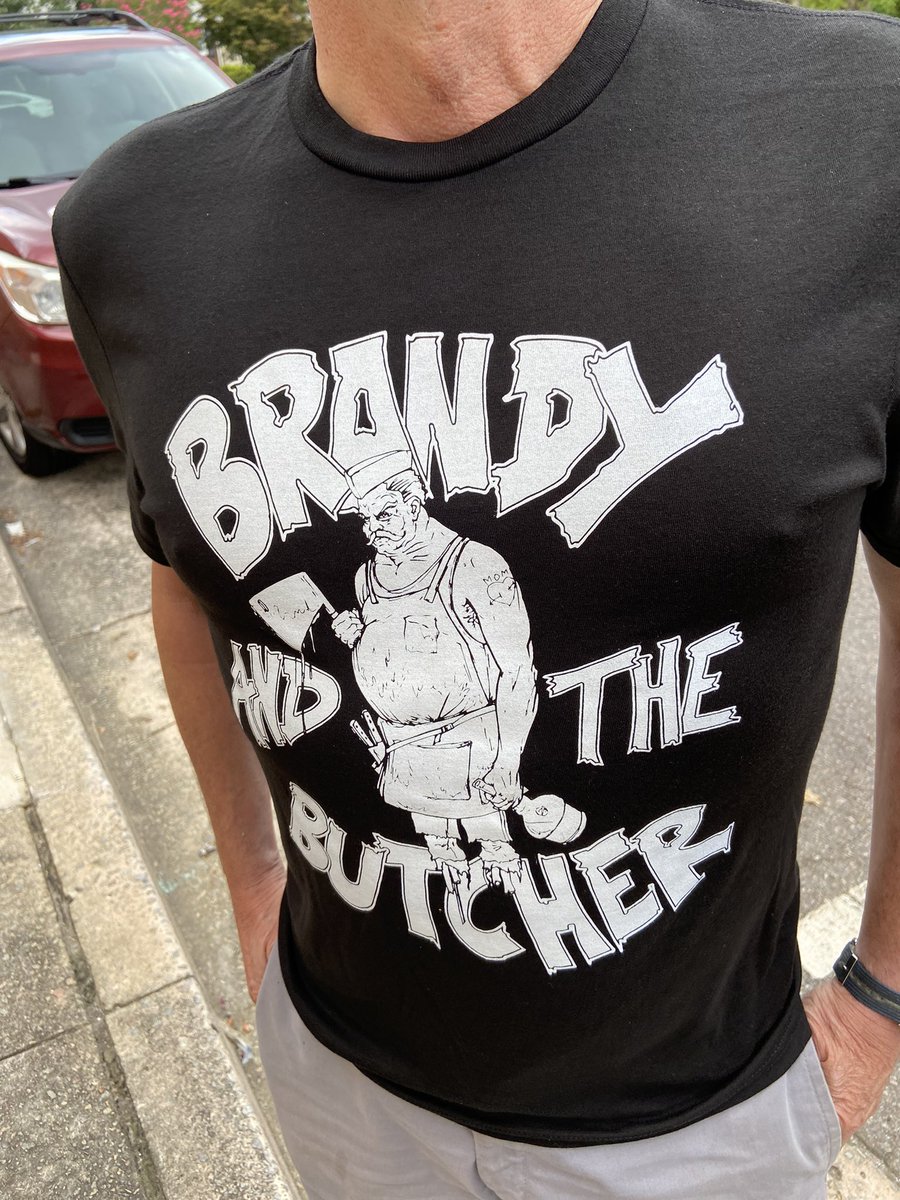 BRANDY
AND THE
BUTCHER
MOM